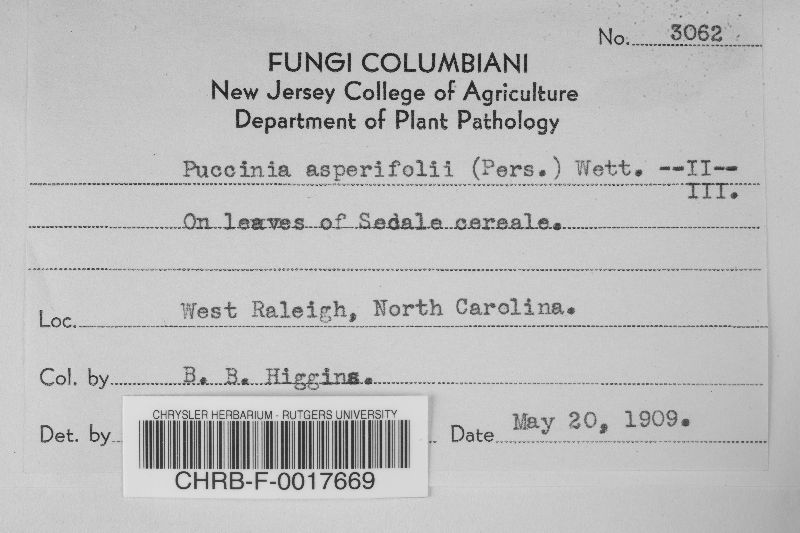 No. 3062
FUNGI COLUMBIANI
New Jersey College of Agriculture
Department of Plant Pathology
Puccinia asperifolii (Pers.) Wett. --II--
III.
On leaves of Sedale cereale.
Loc. West Raleigh, North Carolina.
Col. by B. B. Higgins.
Det. by Date May 20, 1909.
CHRYSLER HERBARIUM - RUTGERS UNIVERSITY
CHRB-F-0017669